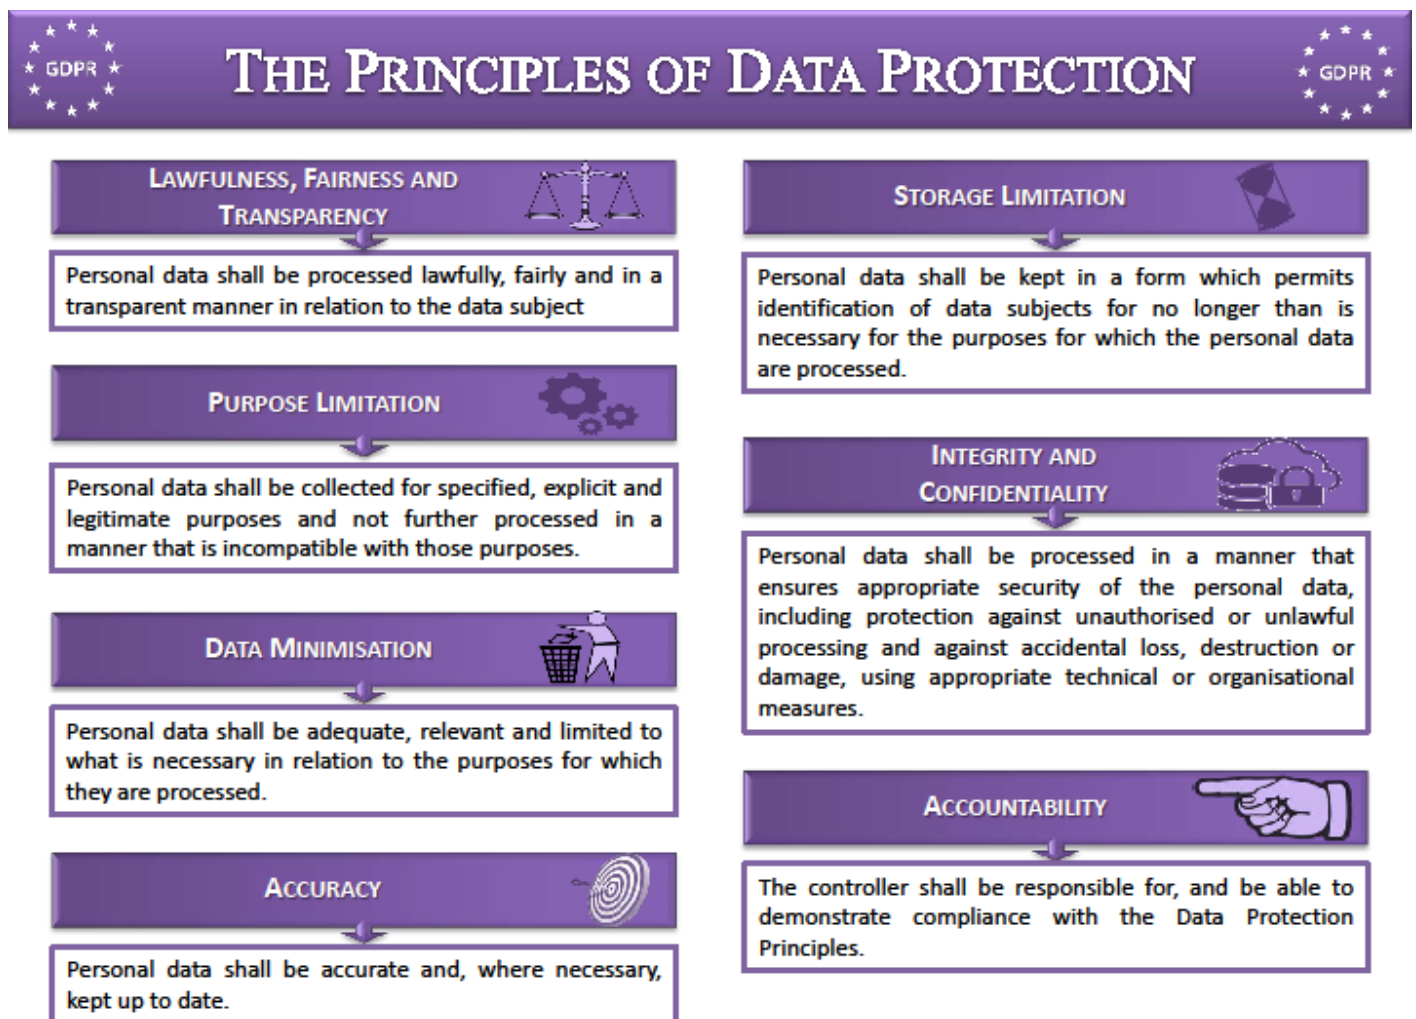 GDPR
THE PRINCIPLES OF DATA PROTECTION
GDPR
LAWFULNESS, FAIRNESS AND
TRANSPARENCY
Personal data shall be processed lawfully, fairly and in a
transparent manner in relation to the data subject
PURPOSE LIMITATION
Personal data shall be collected for specified, explicit and
legitimate purposes and not further processed in a
manner that is incompatible with those purposes.
DATA MINIMISATION
Personal data shall be adequate, relevant and limited to
what is necessary in relation to the purposes for which
they are processed.
ACCURACY
Personal data shall be accurate and, where necessary,
kept up to date.
STORAGE LIMITATION
Personal data shall be kept in a form which permits
identification of data subjects for no longer than is
necessary for the purposes for which the personal data
are processed.
INTEGRITY AND
CONFIDENTIALITY
Personal data shall be processed in a manner that
ensures appropriate security of the personal data,
including protection against unauthorised or unlawful
processing and against accidental loss, destruction or
damage, using appropriate technical or organisational
measures.
ACCOUNTABILITY
The controller shall be responsible for, and be able to
demonstrate compliance with the Data Protection
Principles.